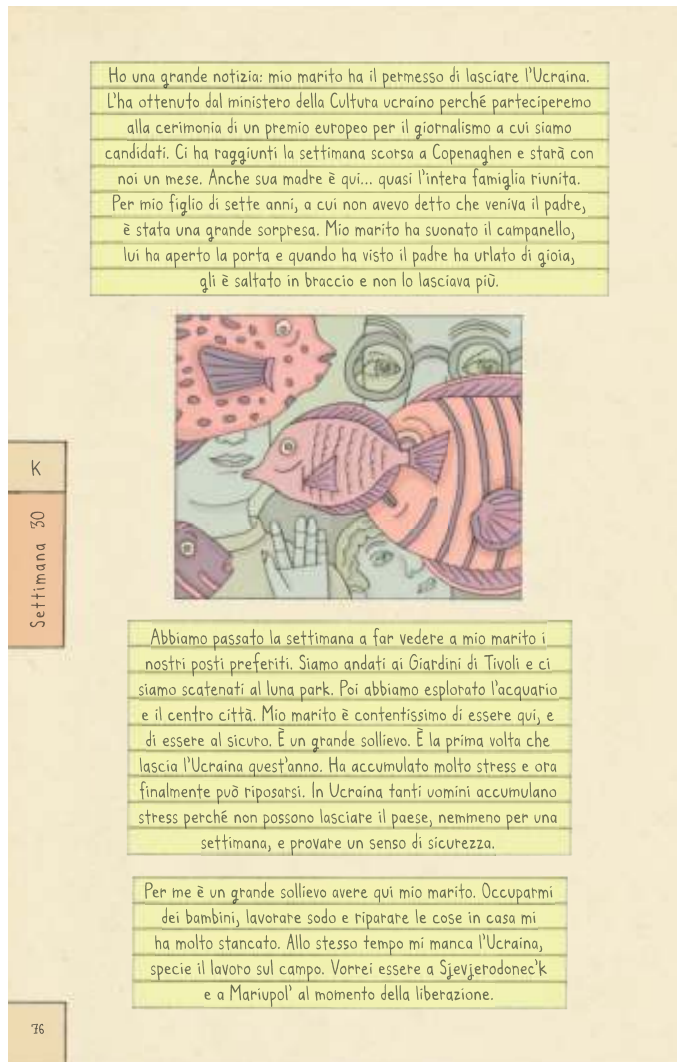 Ho una grande notizia: mio marito ha il permesso di lasciare l'Ucraina.
L'ha ottenuto dal ministero della Cultura ucraino perché parteciperemo
alla cerimonia di un premio europeo per il giornalismo a cui siamo
candidati. Ci ha raggiunti la settimana scorsa a Copenaghen e starà con
noi un mese. Anche sua madre è qui... quasi l'intera famiglia riunita.
Per mio figlio di sette anni, a cui non avevo detto che veniva il padre,
è stata una grande sorpresa. Mio marito ha suonato il campanello,
lui ha aperto la porta e quando ha visto il padre ha urlato di gioia,
gli è saltato in braccio e non lo lasciava più.
K
Settimana 30
Abbiamo passato la settimana a far vedere a mio marito i
nostri posti preferiti. Siamo andati ai Giardini di Tivoli e ci
siamo scatenati al luna park. Poi abbiamo esplorato l'acquario
e il centro città. Mio marito è contentissimo di essere qui, e
di essere al sicuro. È un grande sollievo. È la prima volta che
lascia l'Ucraina quest'anno. Ha accumulato molto stress e ora
finalmente può riposarsi. In Ucraina tanti uomini accumulano
stress perché non possono lasciare il paese, nemmeno per una
settimana, e provare un senso di sicurezza.
Per me è un grande sollievo avere qui mio marito. Occuparmi
dei bambini, lavorare sodo e riparare le cose in casa mi
ha molto stancato. Allo stesso tempo mi manca l'Ucraina,
specie il lavoro sul campo. Vorrei essere a Sjevjerodonec'k
e a Mariupol' al momento della liberazione.
76